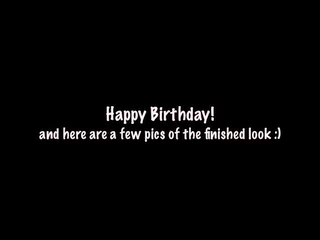 Happy Birthday!
and here are a few pics of the finished look :)